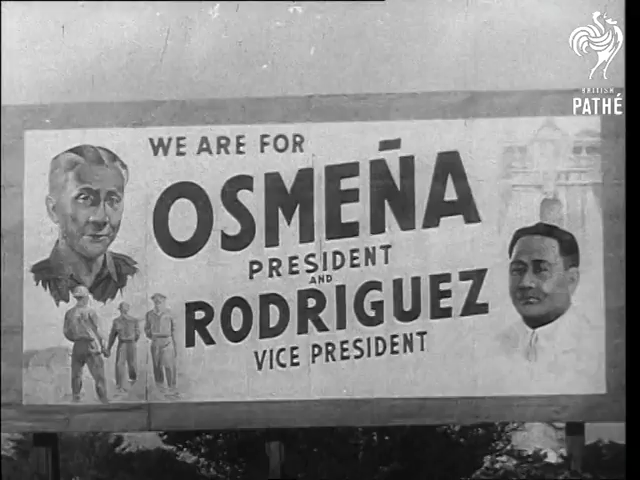 BRITISH
PATHÉ
WE ARE FOR
OSMEÑA
PRESIDENT
AND
RODRIGUEZ
VICE PRESIDENT